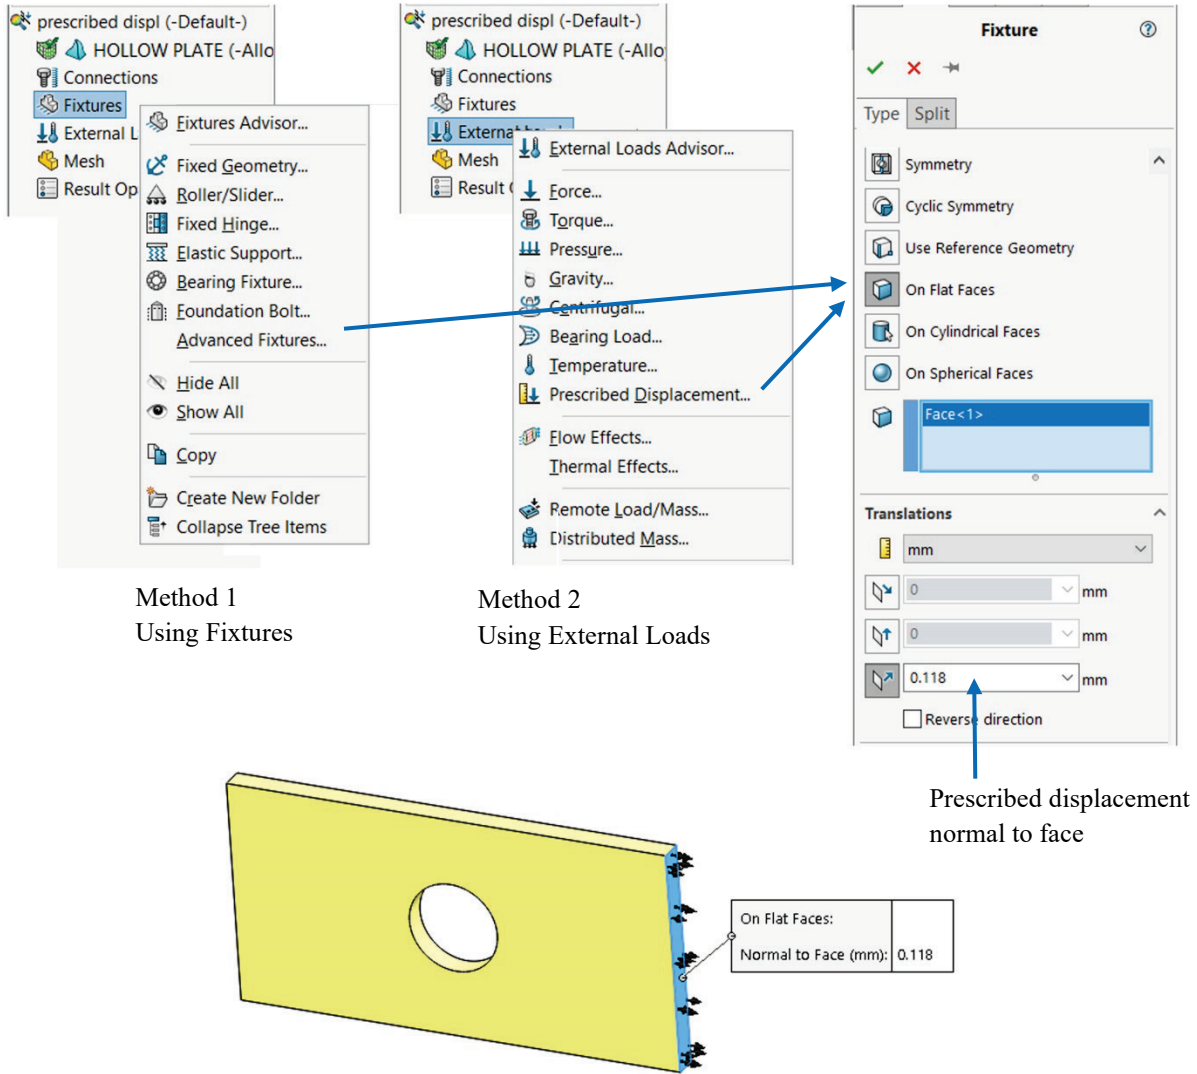 prescribed displ (-Default-)
HOLLOW PLATE (-Allo
Connections
Fixtures
External L
Mesh
Result Op
Fixtures Advisor...
Fixed Geometry...
Roller/Slider...
Fixed Hinge...
Elastic Support...
Bearing Fixture...
Foundation Bolt...
Advanced Fixtures...
Hide All
Show All
Copy
Create New Folder
Collapse Tree Items
Method 1
Using Fixtures
prescribed displ (-Default-)
HOLLOW PLATE (-Allo
Connections
Fixtures
External
Mesh
Result
External Loads Advisor...
Force...
Torque...
Pressure...
Gravity...
Centrifugal...
Bearing Load...
Temperature...
Prescribed Displacement...
Flow Effects...
Thermal Effects...
Remote Load/Mass...
Distributed Mass...
Method 2
Using External Loads
Fixture
Type Split
Symmetry
Cyclic Symmetry
Use Reference Geometry
On Flat Faces
On Cylindrical Faces
On Spherical Faces
Face<1>
Translations
mm
0 mm
0 mm
0.118 mm
Reverse direction
Prescribed displacement
normal to face
On Flat Faces:
Normal to Face (mm): 0.118